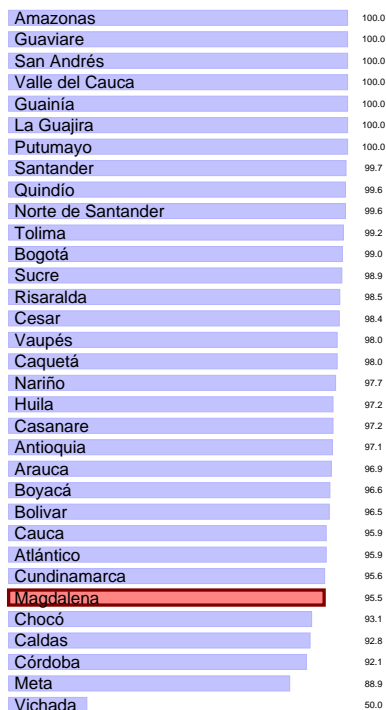 Amazonas 100.0
Guaviare 100.0
San Andrés 100.0
Valle del Cauca 100.0
Guainía 100.0
La Guajira 100.0
Putumayo 100.0
Santander 99.7
Quindío 99.6
Norte de Santander 99.6
Tolima 99.2
Bogotá 99.0
Sucre 98.9
Risaralda 98.5
Cesar 98.4
Vaupés 98.0
Caquetá 98.0
Nariño 97.7
Huila 97.2
Casanare 97.2
Antioquia 97.1
Arauca 96.9
Boyacá 96.6
Bolivar 96.5
Cauca 95.9
Atlántico 95.9
Cundinamarca 95.6
Magdalena 95.5
Chocó 93.1
Caldas 92.8
Córdoba 92.1
Meta 88.9
Vichada 50.0